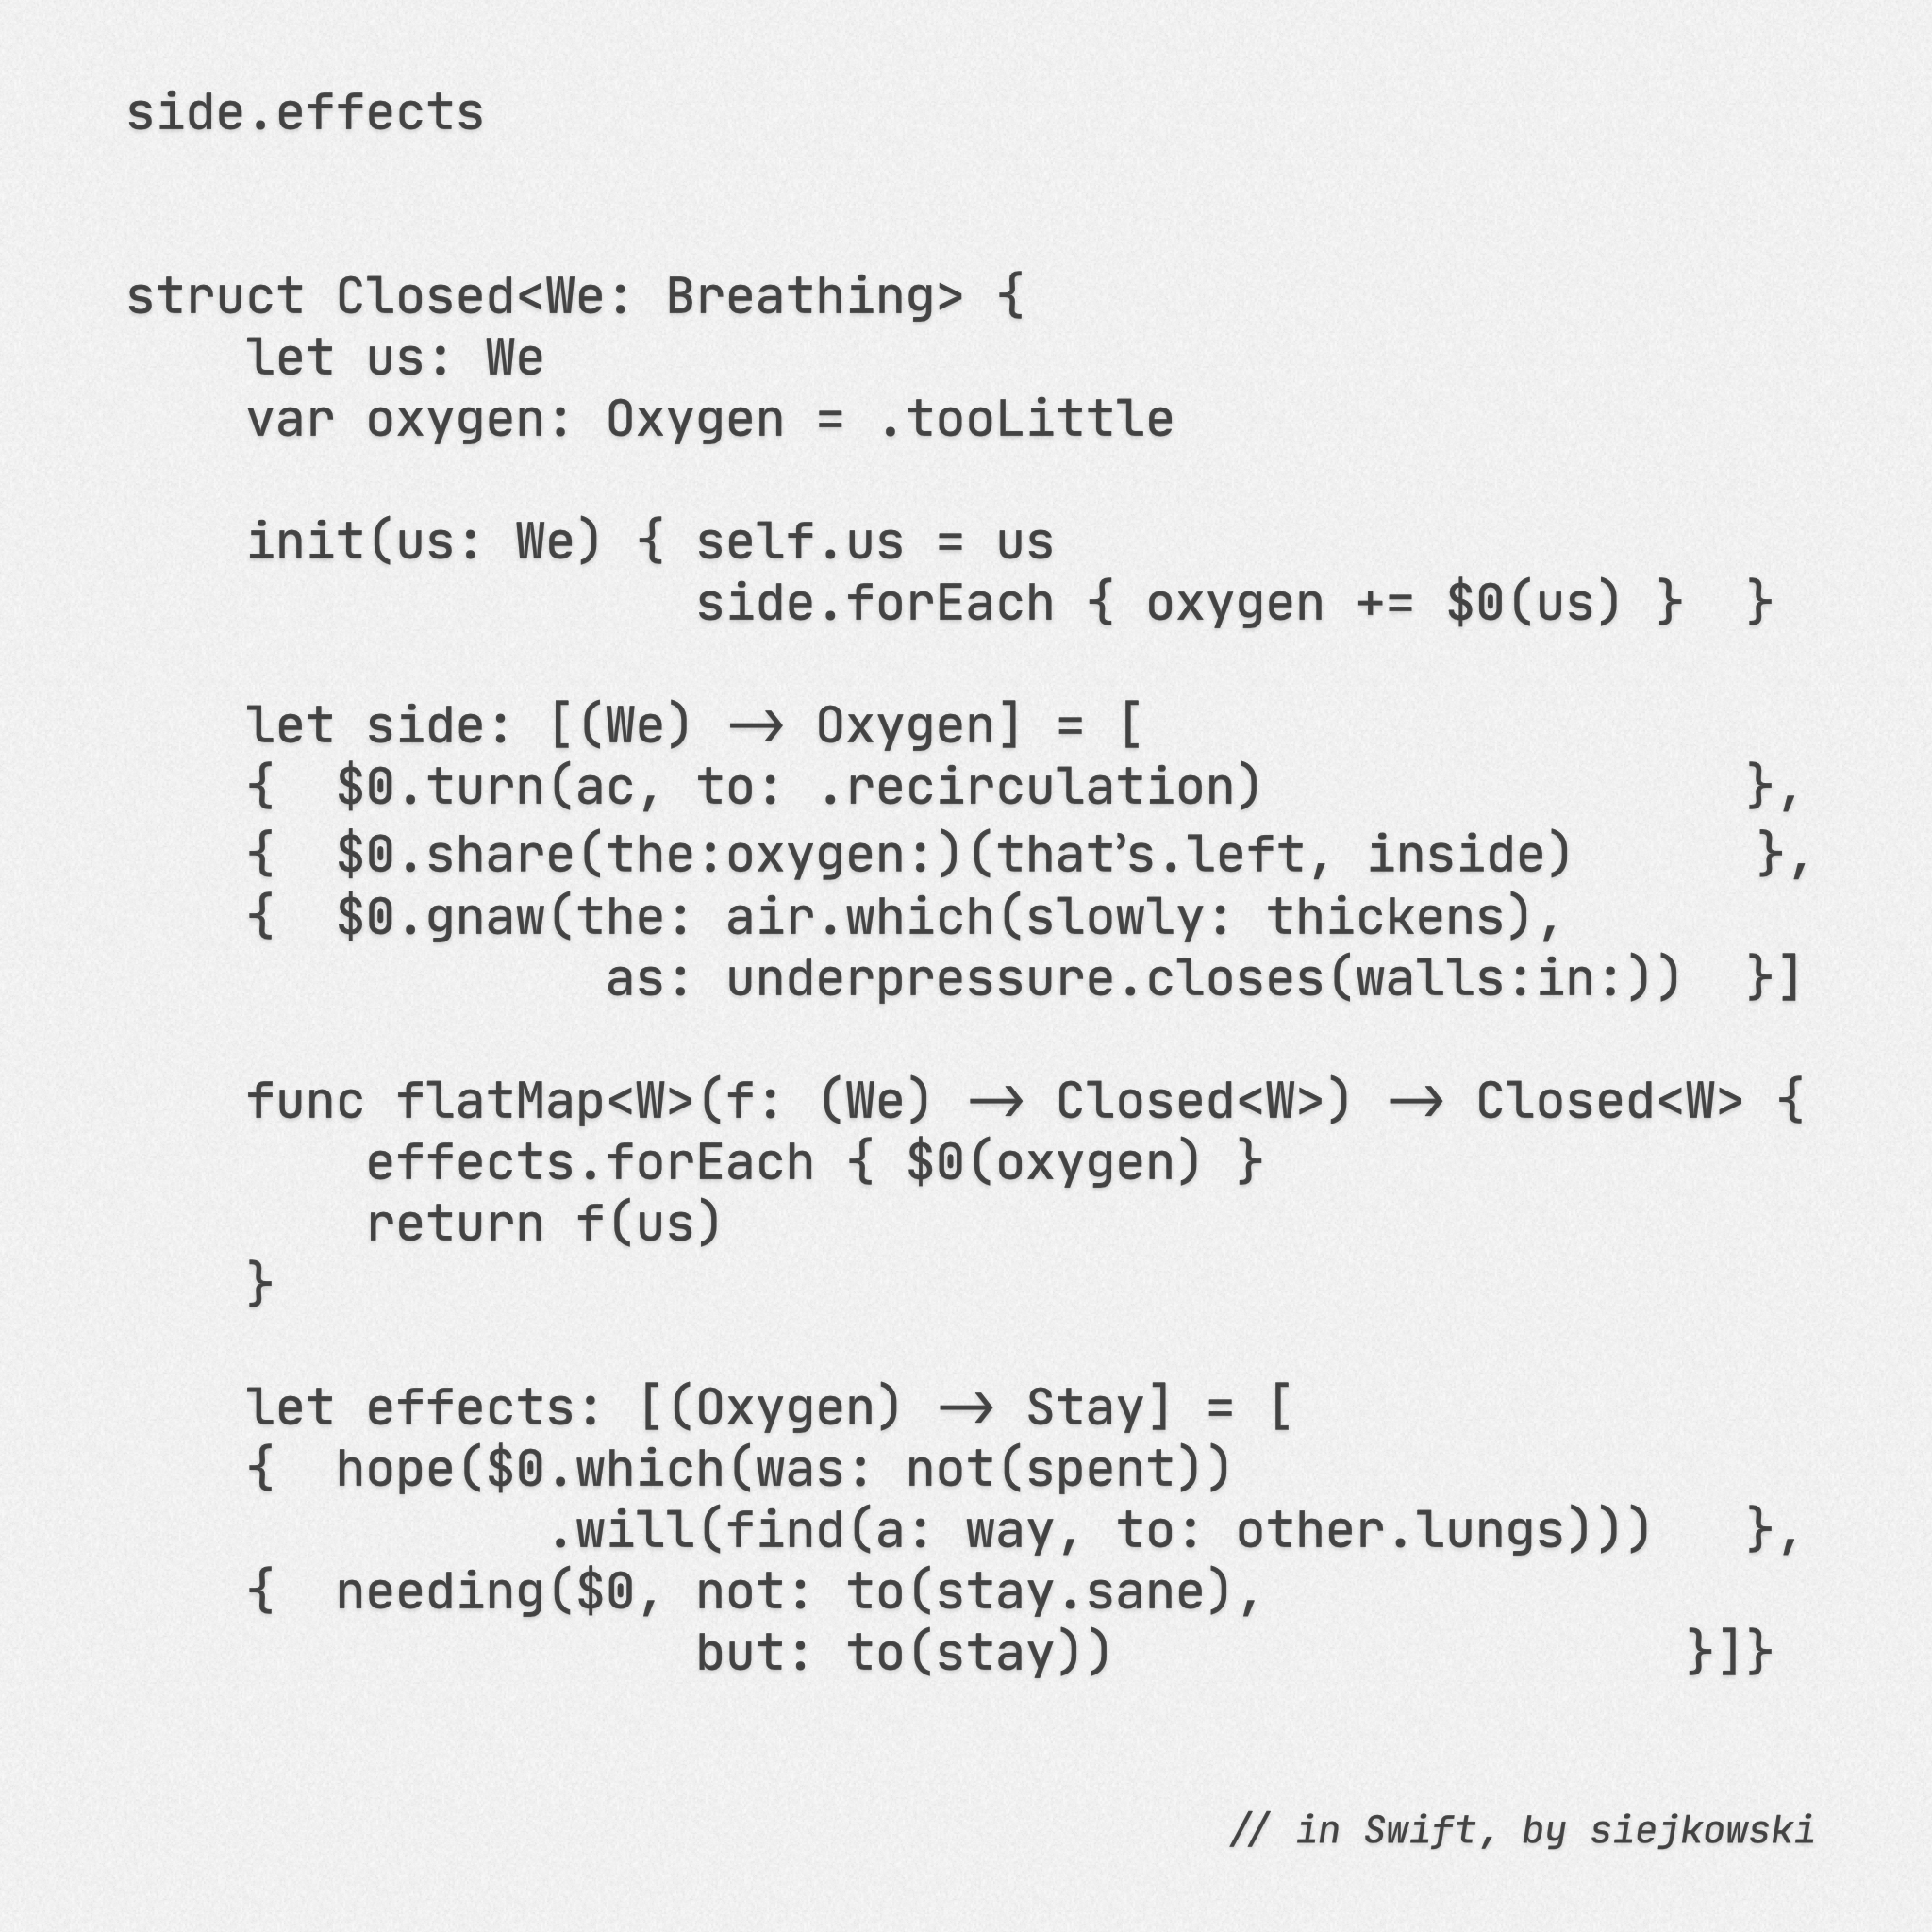 side.effects
struct Closed<We: Breathing> {
    let us: We
    var oxygen: Oxygen = .tooLittle
    init(us: We) { self.us = us
                   side.forEach { oxygen += $0(us) }  }
    let side: [(We) -> Oxygen] = [
    {  $0.turn(ac, to: .recirculation)                },
    {  $0.share(the:oxygen:)(that’s.left, inside)      },
    {  $0.gnaw(the: air.which(slowly: thickens),
                as: underpressure.closes(walls:in:))  }]
    func flatMap<W>(f: (We) -> Closed<W>) -> Closed<W> {
        effects.forEach { $0(oxygen) }
        return f(us)
    }
    let effects: [(Oxygen) -> Stay] = [
    {  hope($0.which(was: not(spent))
              .will(find(a: way, to: other.lungs)))   },
    {  needing($0, not: to(stay.sane),
                   but: to(stay))                   }]}
// in Swift, by siejkowski